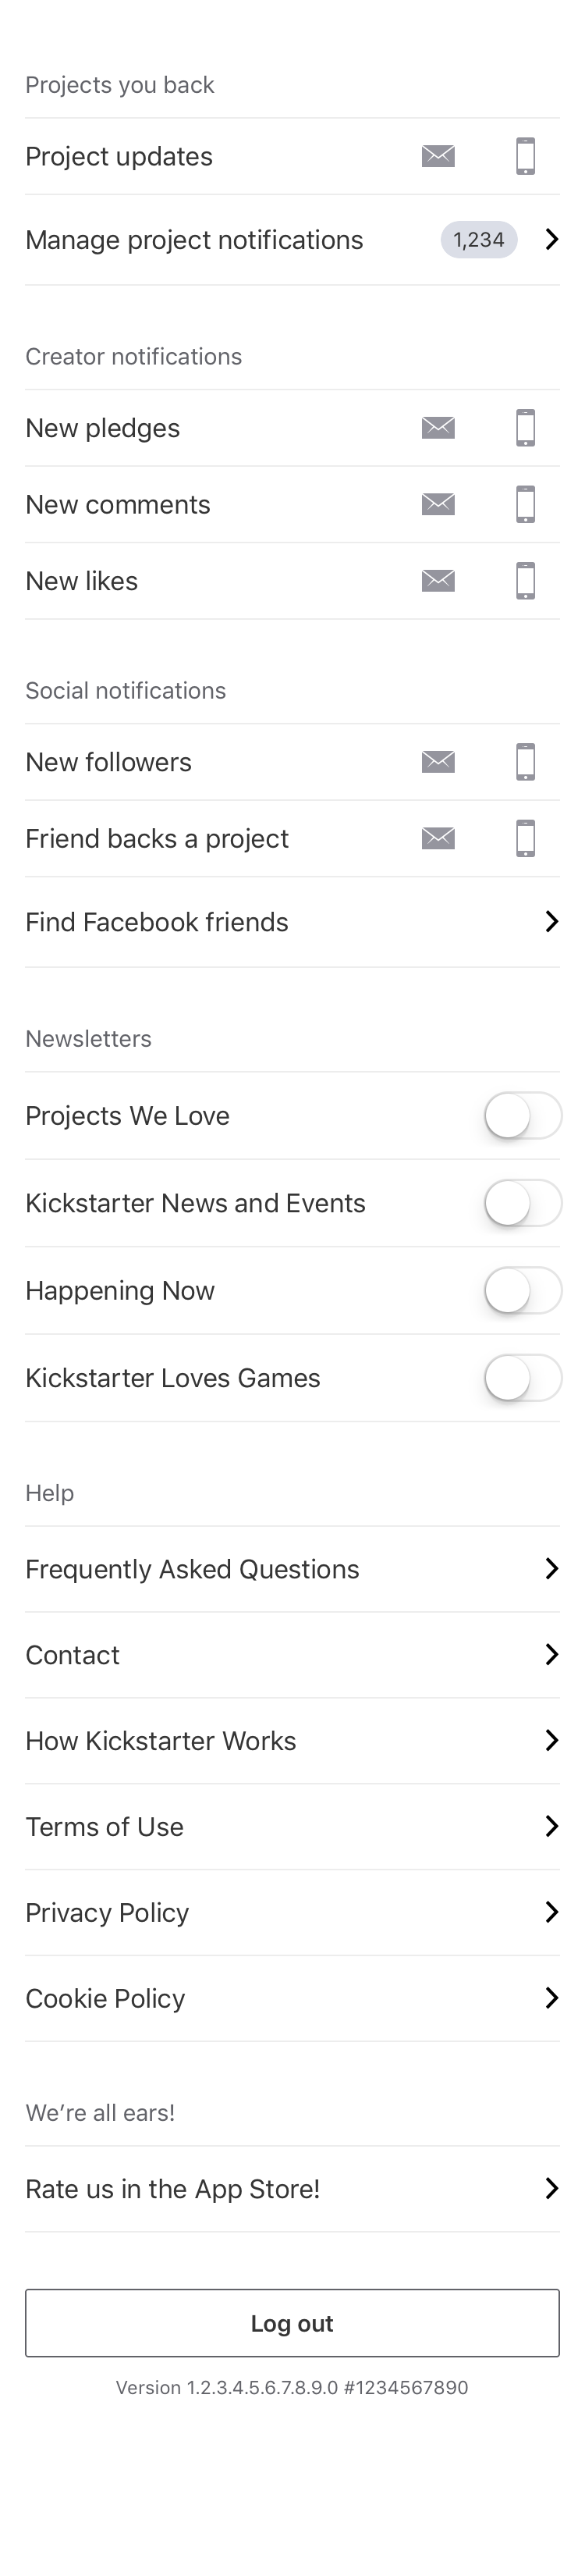 Projects you back
Project updates
Manage project notifications 1,234
Creator notifications
New pledges
New comments
New likes
Social notifications
New followers
Friend backs a project
Find Facebook friends
Newsletters
Projects We Love
Kickstarter News and Events
Happening Now
Kickstarter Loves Games
Help
Frequently Asked Questions
Contact
How Kickstarter Works
Terms of Use
Privacy Policy
Cookie Policy
We’re all ears!
Rate us in the App Store!
Log out
Version 1.2.3.4.5.6.7.8.9.0 #1234567890